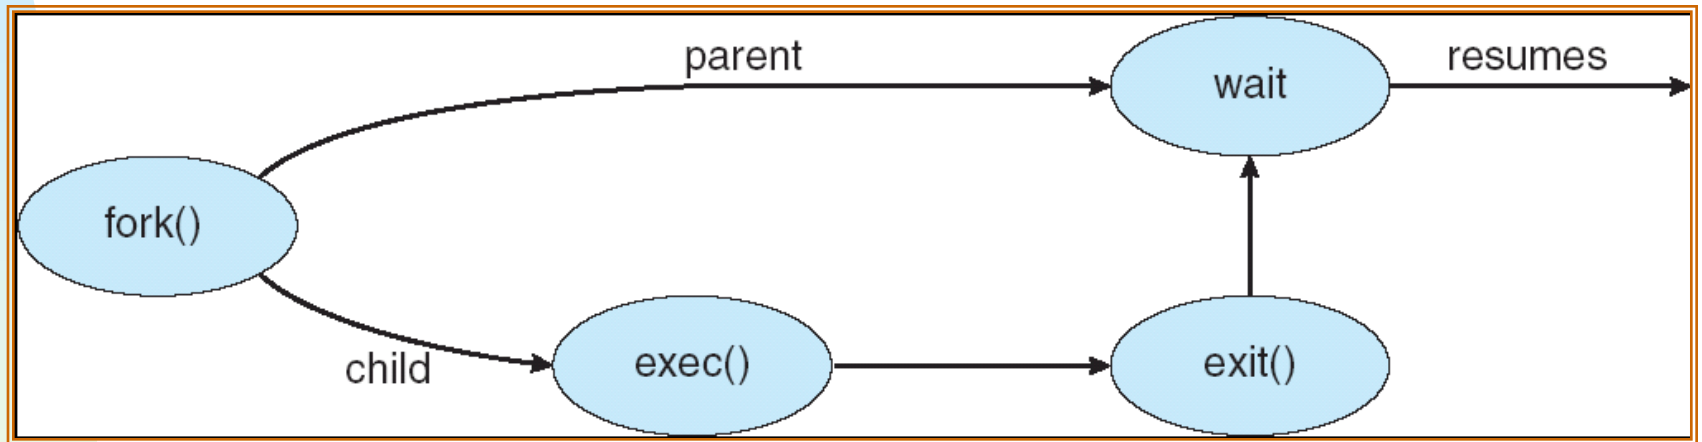 parent
wait
resumes
fork()
child
exec()
exit()